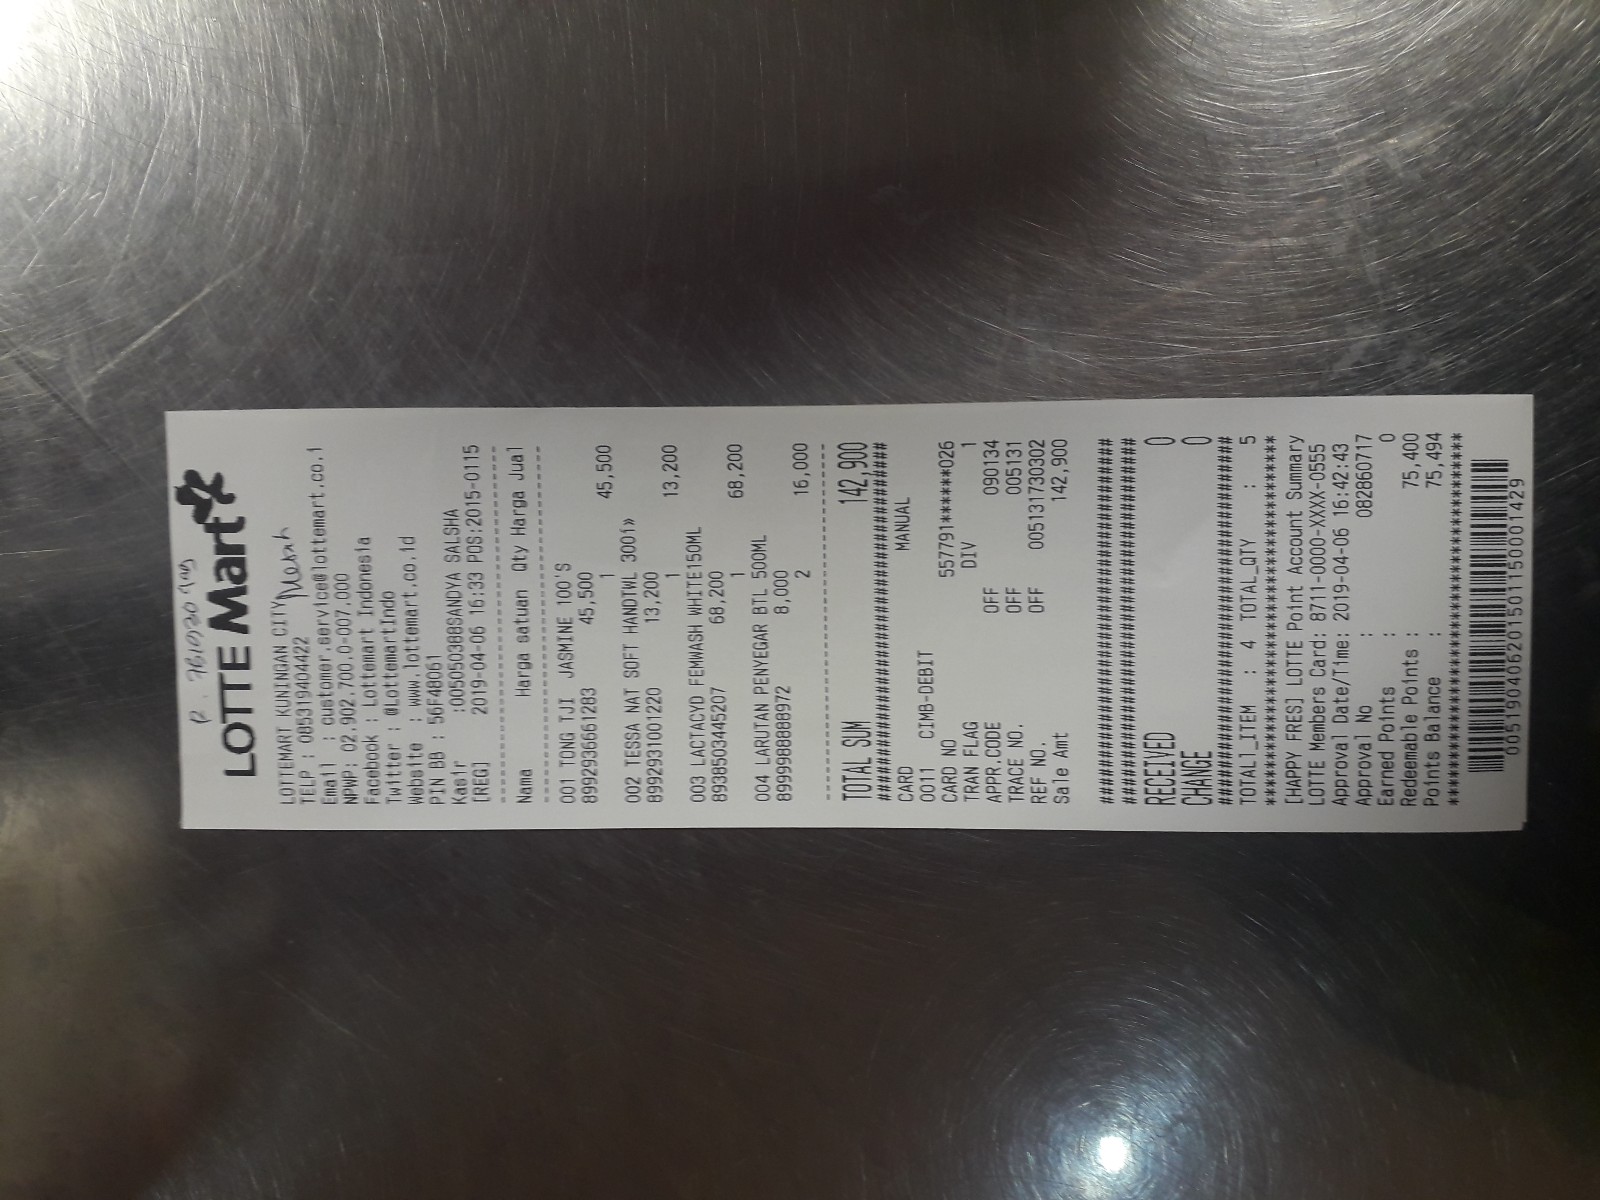 LOTTE Mart
LOTTEMART KUNINGAN CITY
TELP : 085319404422
Email : customer.service@lottemart.co.i
NPWP: 02.902.700.0-007.000
Facebook : Lottemart Indonesia
Twitter : @LottemartIndo
Website : www.lottemart.co.id
PIN BB : 56F48061
Kasir :005050388SANDYA SALSHA
[REG] 2019-04-06 16:33 POS:2015-0115
--------------------------------
Nama Harga satuan Qty Harga Jual
--------------------------------
001 TONG TJI JASMINE 100'S
8992936661283 45,500 1 45,500
002 TESSA NAT SOFT HANDTWL 3001»
8992931001220 13,200 1 13,200
003 LACTACYD FEMWASH WHITE150ML
8938503445207 68,200 1 68,200
004 LARUTAN PENYEGAR BTL 500ML
8999988888972 8,000 2 16,000
--------------------------------
TOTAL SUM 142,900
################################
CARD MANUAL
0011 CIMB-DEBIT
CARD NO 557791******026
TRAN FLAG DIV 1
APPR.CODE OFF 090134
TRACE NO. OFF 005131
REF NO. OFF 005131730302
Sale Amt 142,900
################################
################################
RECEIVED 0
CHANGE 0
################################
TOTAL_ITEM : 4 TOTAL_QTY : 5
********************************
[HAPPY FRES] LOTTE Point Account Summary
LOTTE Members Card: 8711-0000-XXXX-0555
Approval Date/Time: 2019-04-06 16:42:43
Approval No : 082860717
Earned Points : 0
Redeemable Points : 75,400
Points Balance : 75,494
********************************
005190406201501150001429